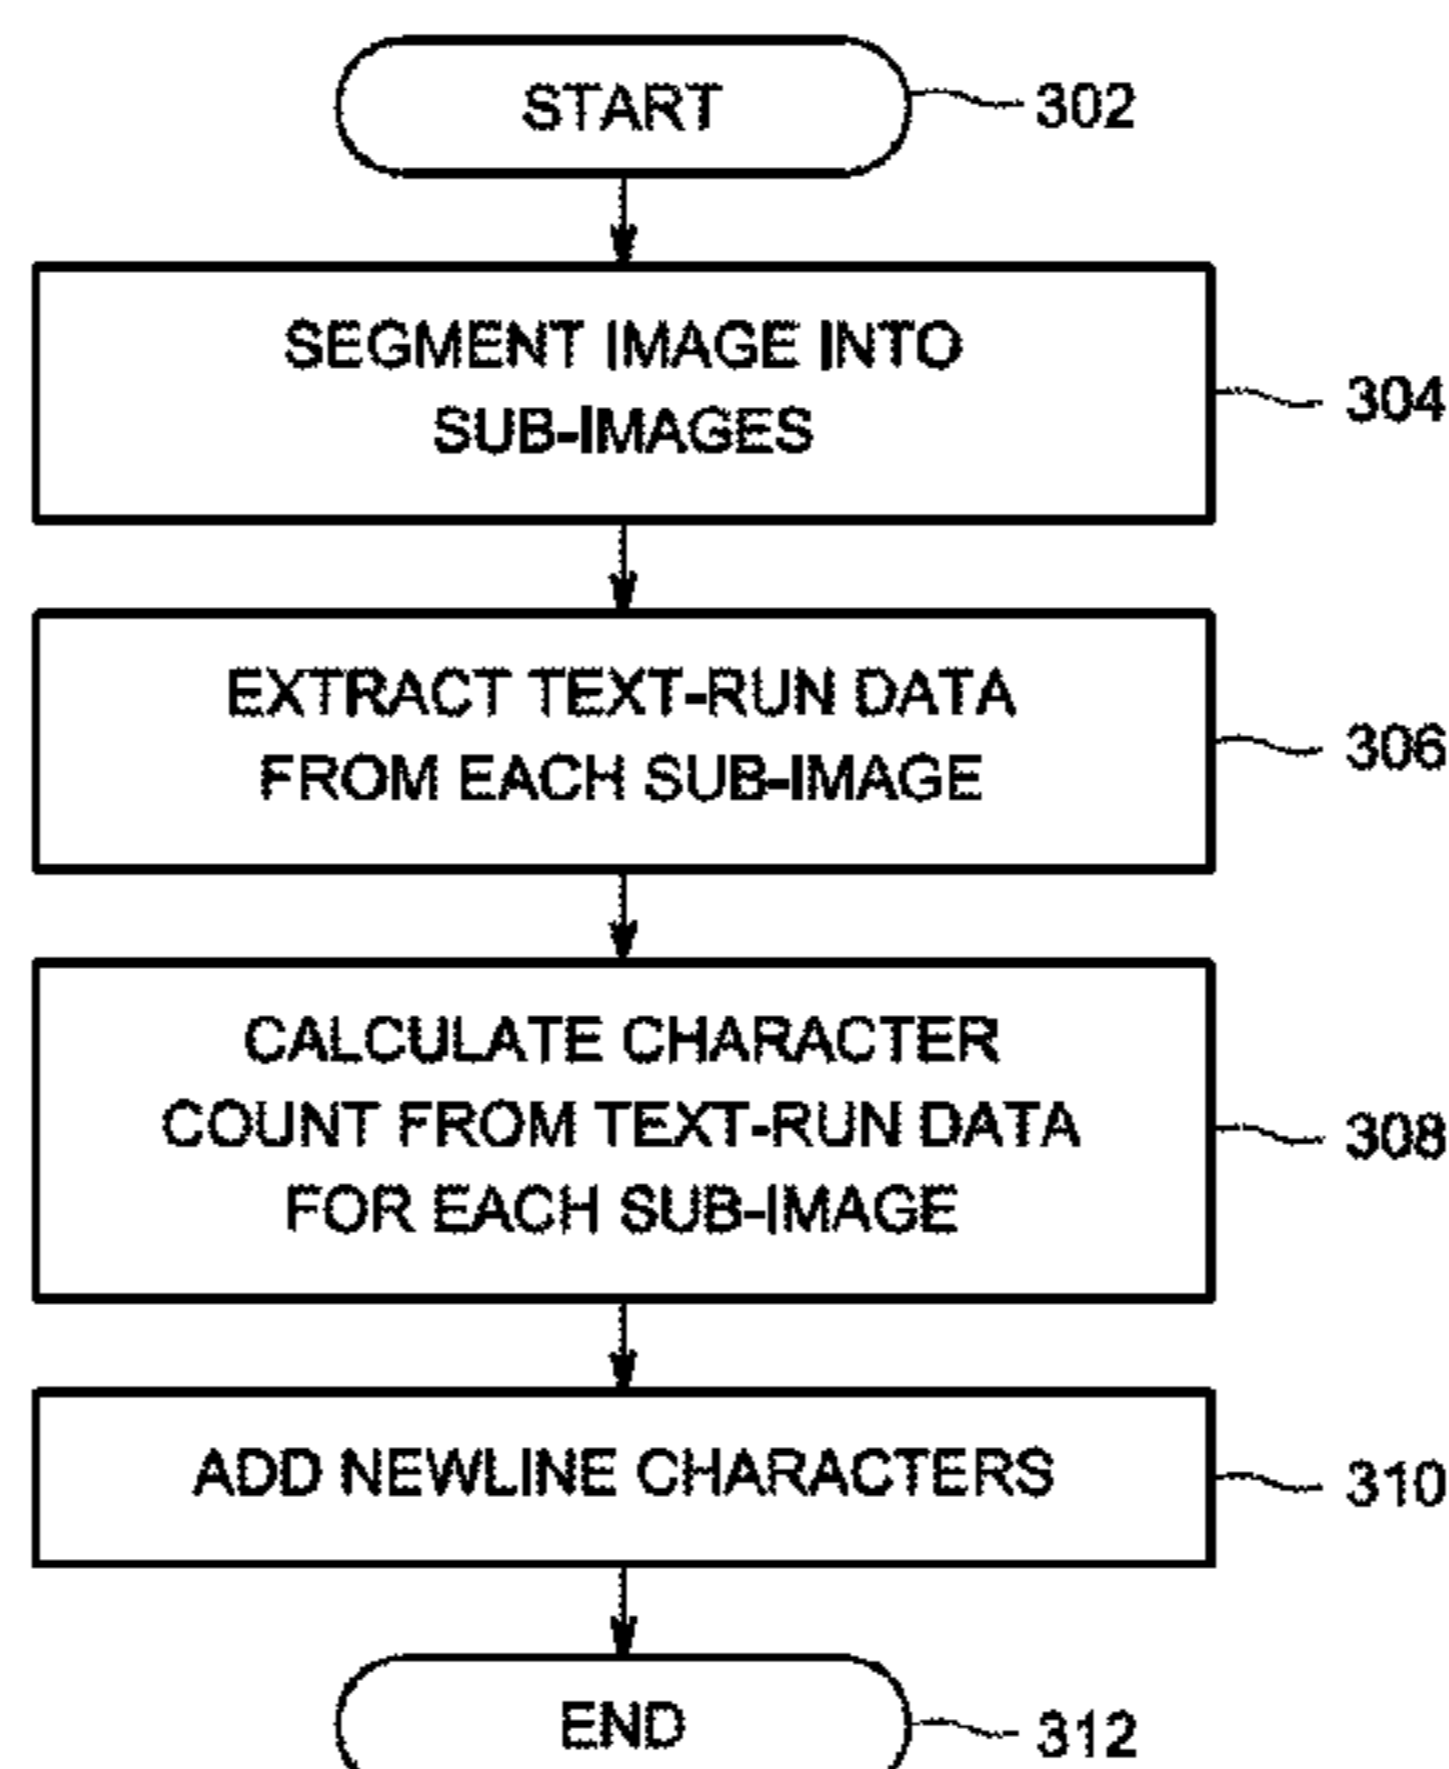 START
302
SEGMENT IMAGE INTO
SUB-IMAGES
304
EXTRACT TEXT-RUN DATA
FROM EACH SUB-IMAGE
306
CALCULATE CHARACTER
COUNT FROM TEXT-RUN DATA
FOR EACH SUB-IMAGE
308
ADD NEWLINE CHARACTERS
310
END
312